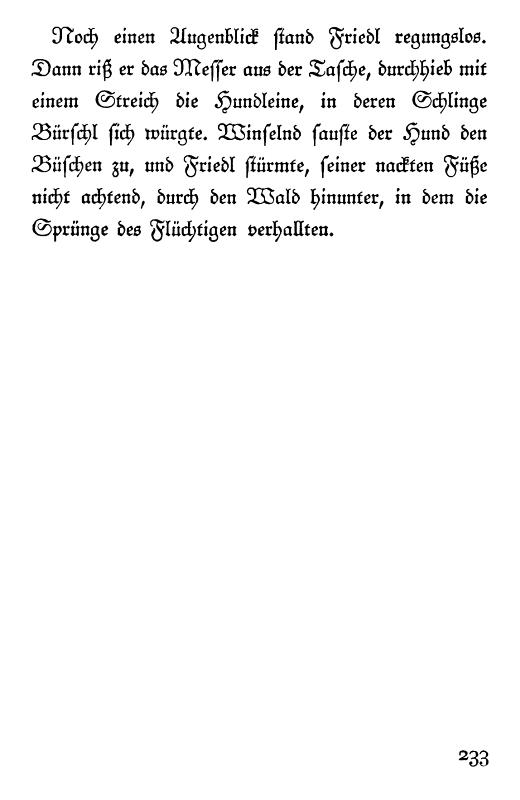 Noch einen Augenblick stand Friedl regungslos.
Dann riß er das Messer aus der Tasche, durchhieb mit
einem Streich die Hundleine, in deren Schlinge
Bürschl sich würgte. Winselnd sauste der Hund den
Büschen zu, und Friedl stürmte, seiner nackten Füße
nicht achtend, durch den Wald hinunter, in dem die
Sprünge des Flüchtigen verhallten.
233